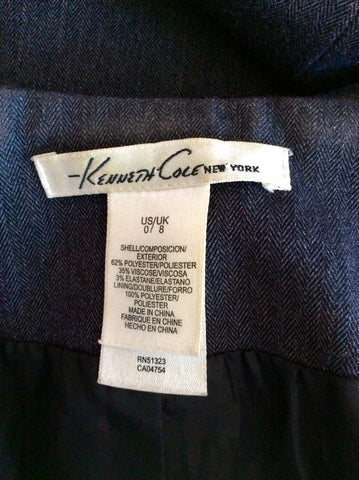 -KENNETH COLE NEW YORK
US/UK
0/ 8
SHELL/COMPOSICION/
EXTERIOR
62% POLYESTER/POLIESTER
35% VISCOSE/VISCOSA
3% ELASTANE/ELASTANO
LINING/DOUBLURE/FORRO
100% POLYESTER/
POLIESTER
MADE IN CHINA
FABRIQUE EN CHINE
HECHO EN CHINA
RN51323
CA04754